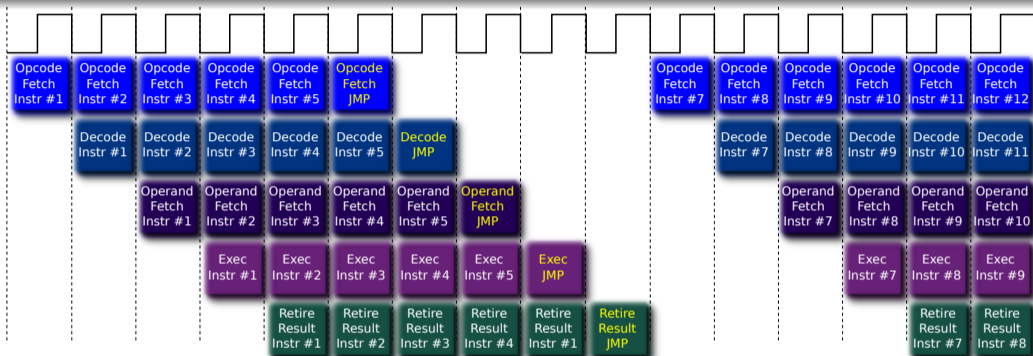 Opcode Fetch Instr #1
Opcode Fetch Instr #2
Opcode Fetch Instr #3
Opcode Fetch Instr #4
Opcode Fetch Instr #5
Opcode Fetch JMP
Opcode Fetch Instr #7
Opcode Fetch Instr #8
Opcode Fetch Instr #9
Opcode Fetch Instr #10
Opcode Fetch Instr #11
Opcode Fetch Instr #12
Decode Instr #1
Decode Instr #2
Decode Instr #3
Decode Instr #4
Decode Instr #5
Decode JMP
Decode Instr #7
Decode Instr #8
Decode Instr #9
Decode Instr #10
Decode Instr #11
Operand Fetch Instr #1
Operand Fetch Instr #2
Operand Fetch Instr #3
Operand Fetch Instr #4
Operand Fetch Instr #5
Operand Fetch JMP
Operand Fetch Instr #7
Operand Fetch Instr #8
Operand Fetch Instr #9
Operand Fetch Instr #10
Exec Instr #1
Exec Instr #2
Exec Instr #3
Exec Instr #4
Exec Instr #5
Exec JMP
Exec Instr #7
Exec Instr #8
Exec Instr #9
Retire Result Instr #1
Retire Result Instr #2
Retire Result Instr #3
Retire Result Instr #4
Retire Result Instr #1
Retire Result JMP
Retire Result Instr #7
Retire Result Instr #8